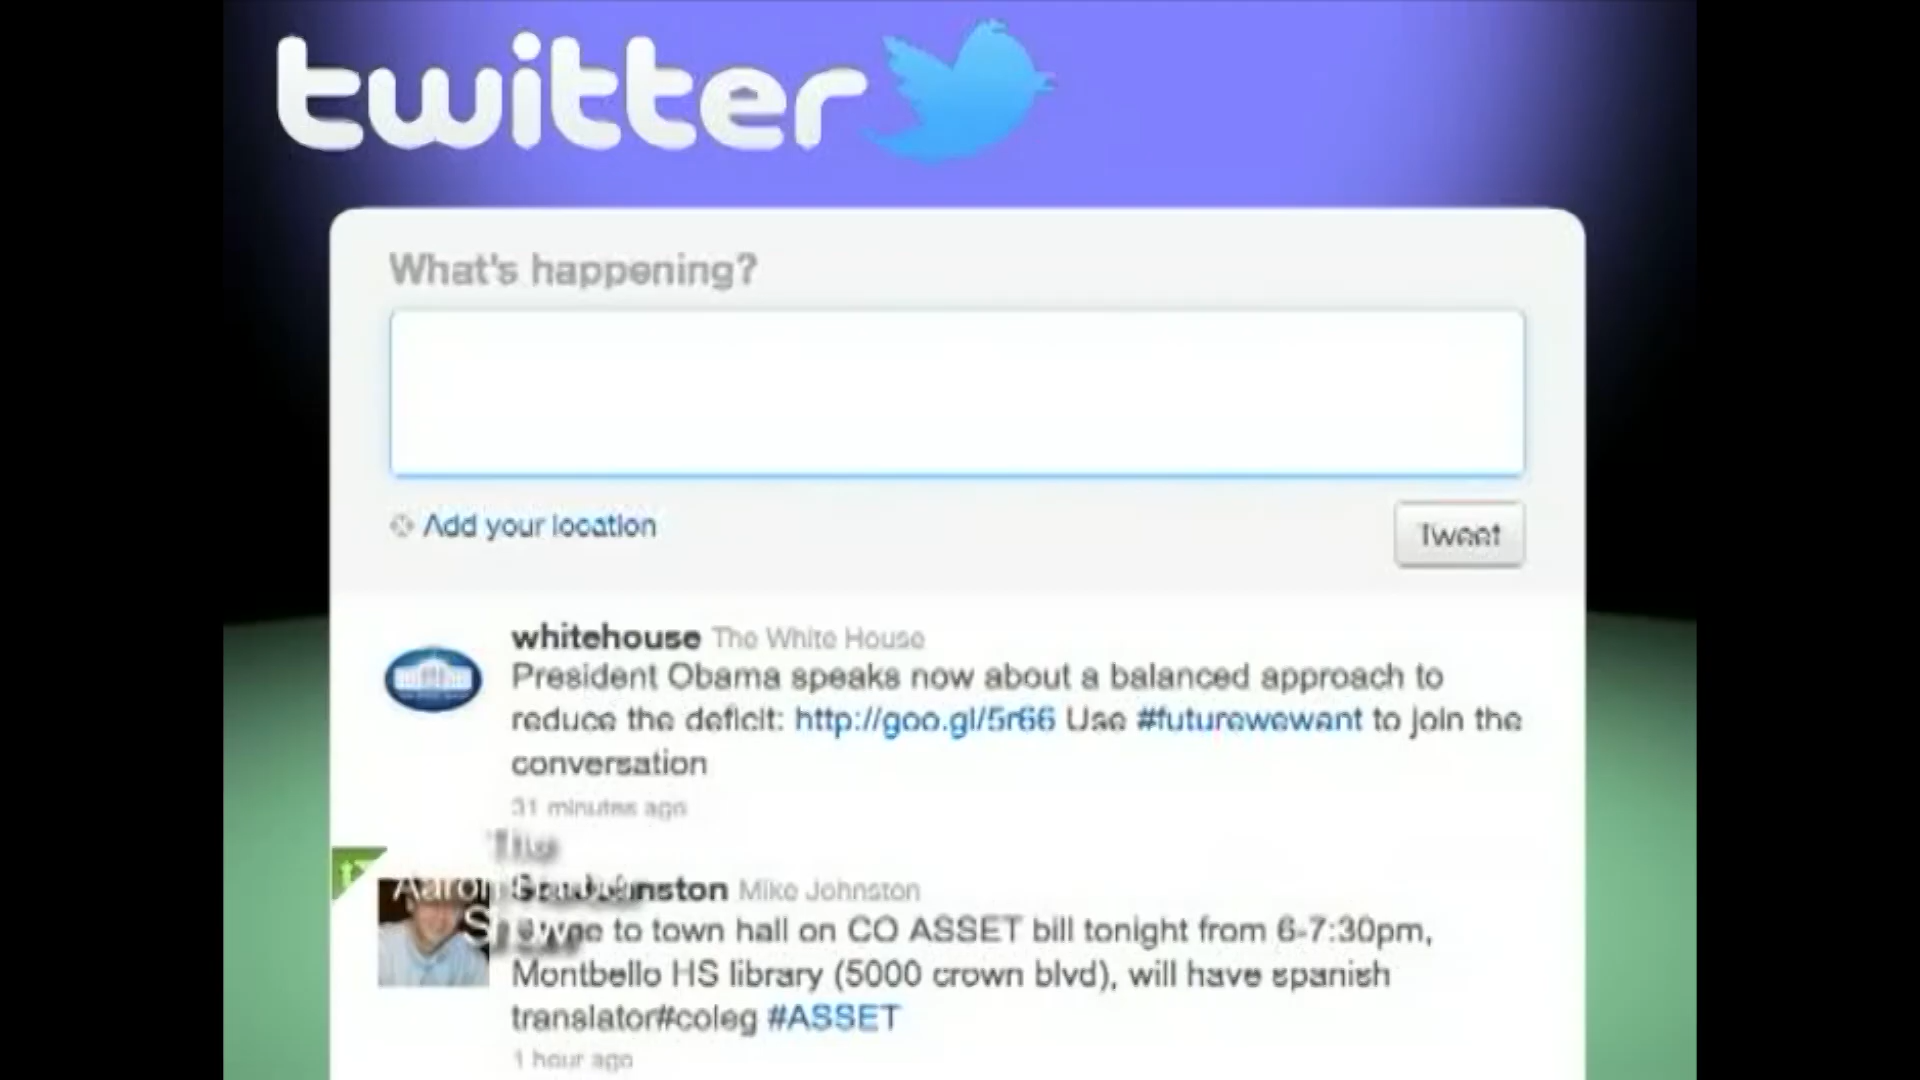 twitter
What's happening?
Add your location
Tweet
whitehouse The White House
President Obama speaks now about a balanced approach to
reduce the deficit: http://goo.gl/5r66 Use #futurewewant to join the
conversation
31 minutes ago
The
Aaron
Show
Mike Johnston
to town hall on CO ASSET bill tonight from 6-7:30pm,
Montbello HS library (5000 crown blvd), will have spanish
translator#coleg #ASSET
1 hour ago